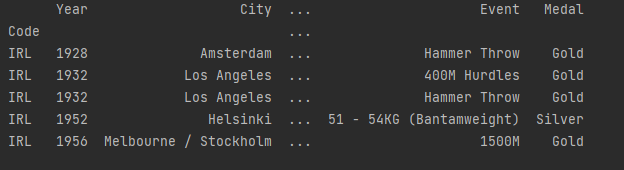 Year City ... Event Medal
Code ...
IRL 1928 Amsterdam ... Hammer Throw Gold
IRL 1932 Los Angeles ... 400M Hurdles Gold
IRL 1932 Los Angeles ... Hammer Throw Gold
IRL 1952 Helsinki ... 51 - 54KG (Bantamweight) Silver
IRL 1956 Melbourne / Stockholm ... 1500M Gold